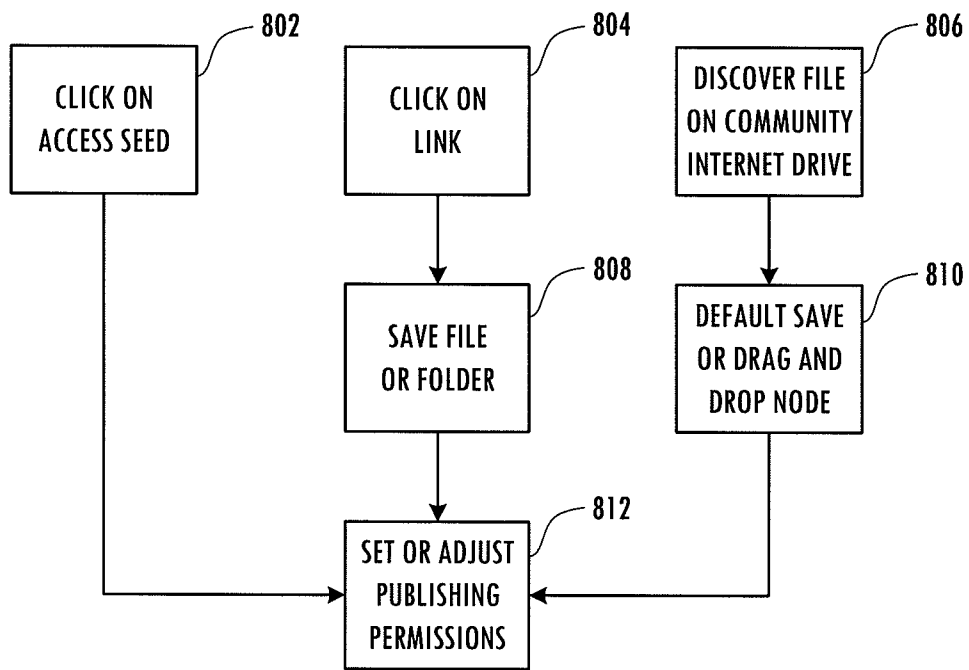 802
CLICK ON
ACCESS SEED
804
CLICK ON
LINK
806
DISCOVER FILE
ON COMMUNITY
INTERNET DRIVE
808
SAVE FILE
OR FOLDER
810
DEFAULT SAVE
OR DRAG AND
DROP NODE
812
SET OR ADJUST
PUBLISHING
PERMISSIONS